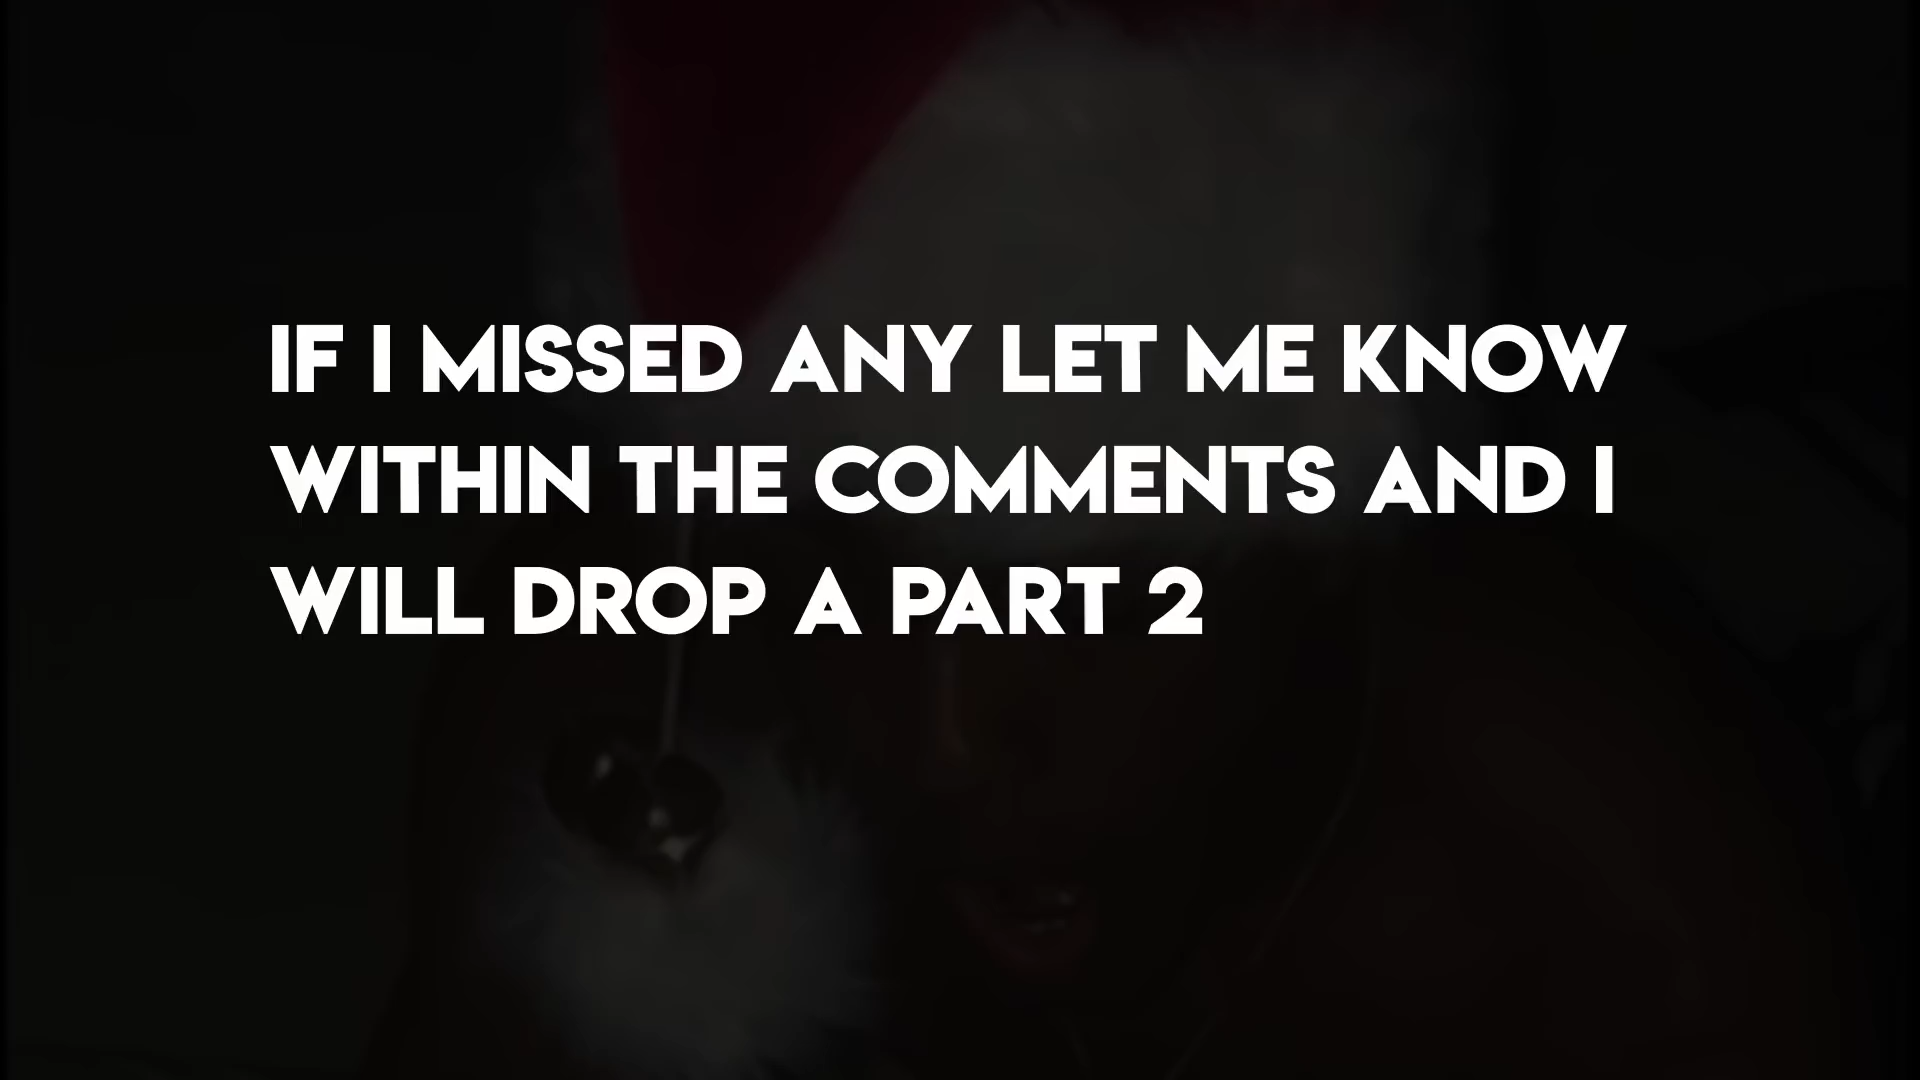 IF I MISSED ANY LET ME KNOW
WITHIN THE COMMENTS AND I
WILL DROP A PART 2